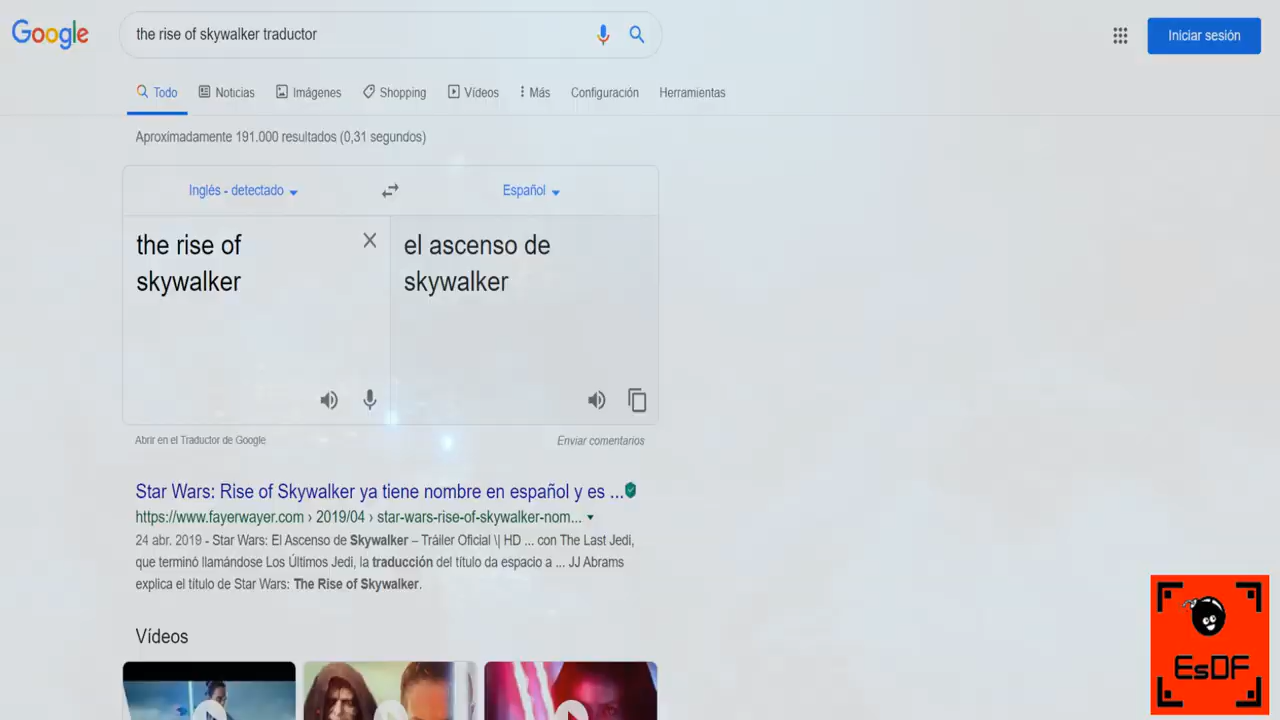 Google
the rise of skywalker traductor
Iniciar sesión
Todo
Noticias
Imágenes
Shopping
Vídeos
Más
Configuración
Herramientas
Aproximadamente 191.000 resultados (0,31 segundos)
Inglés - detectado
Español
the rise of
skywalker
el ascenso de
skywalker
Abrir en el Traductor de Google
Enviar comentarios
Star Wars: Rise of Skywalker ya tiene nombre en español y es ...
https://www.fayerwayer.com › 2019/04 › star-wars-rise-of-skywalker-nom...
24 abr. 2019 - Star Wars: El Ascenso de Skywalker – Tráiler Oficial \| HD ... con The Last Jedi,
que terminó llamándose Los Últimos Jedi, la traducción del título da espacio a ... JJ Abrams
explica el título de Star Wars: The Rise of Skywalker.
Vídeos
EsDF